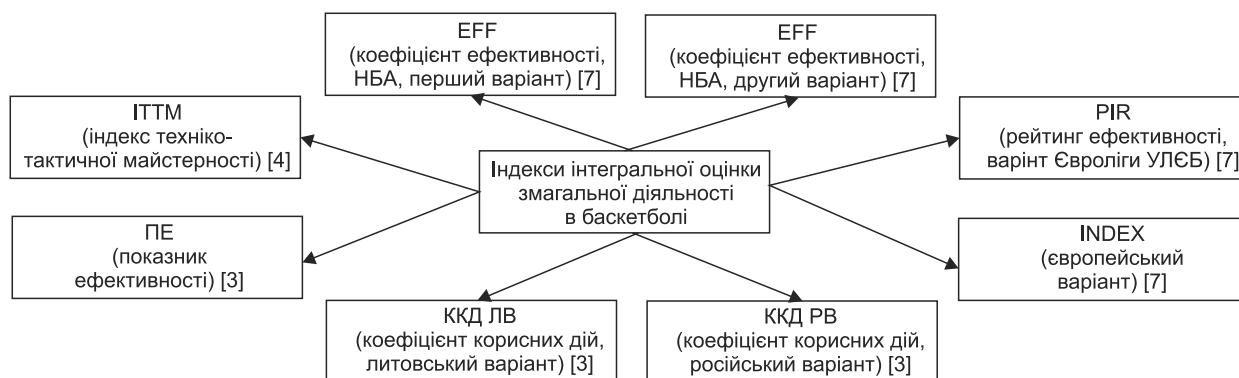 EFF
(коефіцієнт ефективності,
НБА, перший варіант) [7]
EFF
(коефіцієнт ефективності,
НБА, другий варіант) [7]
ІТТМ
(індекс техніко-
тактичної майстерності) [4]
PIR
(рейтинг ефективності,
варінт Євроліги УЛЄБ) [7]
Індекси інтегральної оцінки
змагальної діяльності
в баскетболі
ПЕ
(показник
ефективності) [3]
INDEX
(європейський
варіант) [7]
ККД ЛВ
(коефіцієнт корисних дій,
литовський варіант) [3]
ККД РВ
(коефіцієнт корисних дій,
російський варіант) [3]